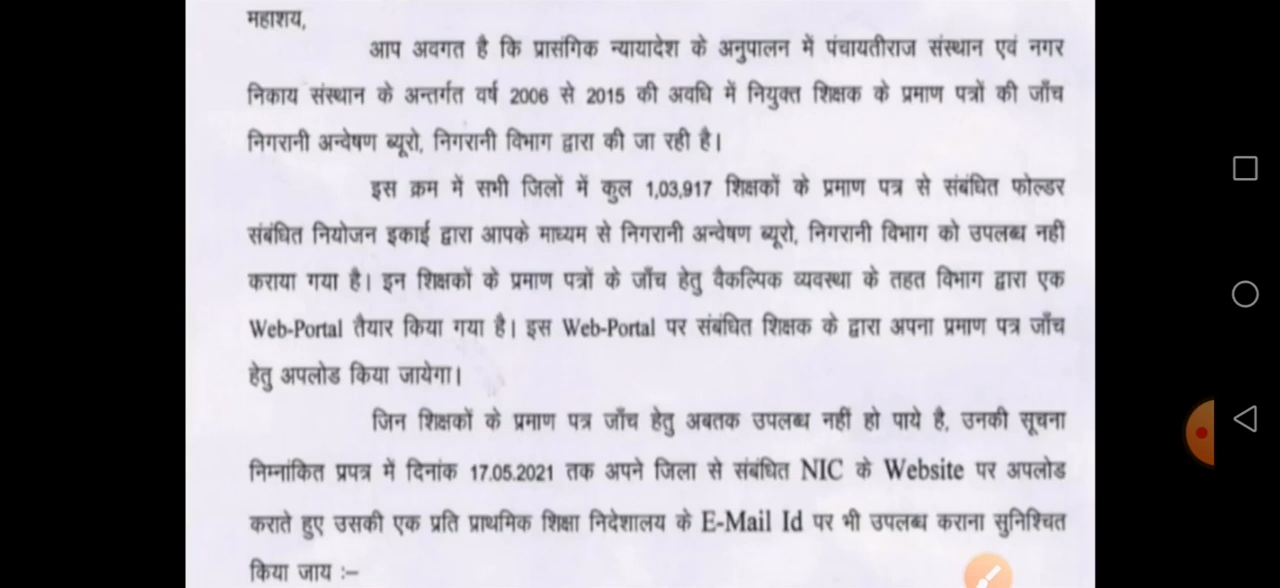 महाशय,
आप अवगत है कि प्रासंगिक न्यायादेश के अनुपालन में पंचायतीराज संस्थान एवं नगर
निकाय संस्थान के अन्तर्गत वर्ष 2006 से 2015 की अवधि में नियुक्त शिक्षक के प्रमाण पत्रों की जाँच
निगरानी अन्वेषण ब्यूरो, निगरानी विभाग द्वारा की जा रही है।
इस क्रम में सभी जिलों में कुल 1,03,917 शिक्षकों के प्रमाण पत्र से संबंधित फोल्डर
संबंधित नियोजन इकाई द्वारा आपके माध्यम से निगरानी अन्वेषण ब्यूरो, निगरानी विभाग को उपलब्ध नहीं
कराया गया है। इन शिक्षकों के प्रमाण पत्रों के जाँच हेतु वैकल्पिक व्यवस्था के तहत विभाग द्वारा एक
Web-Portal तैयार किया गया है। इस Web-Portal पर संबंधित शिक्षक के द्वारा अपना प्रमाण पत्र जाँच
हेतु अपलोड किया जायेगा।
जिन शिक्षकों के प्रमाण पत्र जाँच हेतु अबतक उपलब्ध नहीं हो पाये है, उनकी सूचना
निम्नांकित प्रपत्र में दिनांक 17.05.2021 तक अपने जिला से संबंधित NIC के Website पर अपलोड
कराते हुए उसकी एक प्रति प्राथमिक शिक्षा निदेशालय के E-Mail Id पर भी उपलब्ध कराना सुनिश्चित
किया जाय :–